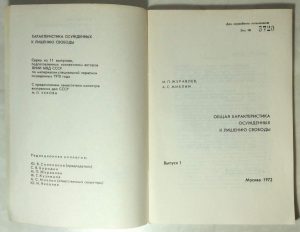 ХАРАКТЕРИСТИКА ОСУЖДЕННЫХ
К ЛИШЕНИЮ СВОБОДЫ
Серия из 11 выпусков,
подготовленных коллективом авторов
ВНИИ МВД СССР
по материалам специальной переписи
осужденных 1970 года
С предисловием заместителя министра
внутренних дел СССР
Редакционная коллегия:
Для служебного пользования
Экз. №
М. П. ЖУРАВЛЕВ,
А. С. МИХЛИН
ОБЩАЯ ХАРАКТЕРИСТИКА
ОСУЖДЕННЫХ
К ЛИШЕНИЮ СВОБОДЫ
Выпуск 1
Москва 1972